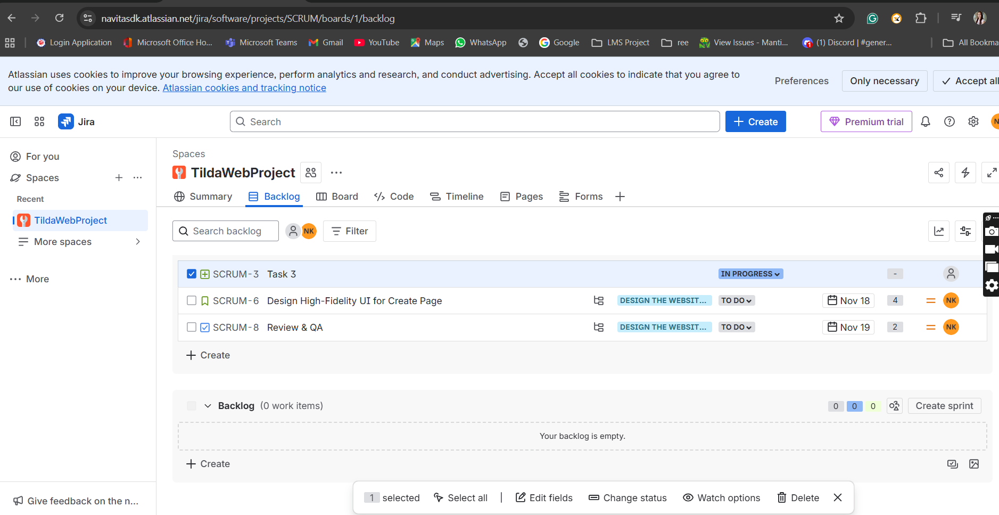 navitasdk.atlassian.net/jira/software/projects/SCRUM/boards/1/backlog
Login Application
Microsoft Office Ho...
Microsoft Teams
Gmail
YouTube
Maps
WhatsApp
Google
LMS Project
ree
View Issues - Manti...
(1) Discord | #gener...
All Bookma
Atlassian uses cookies to improve your browsing experience, perform analytics and research, and conduct advertising. Accept all cookies to indicate that you agree to
our use of cookies on your device. Atlassian cookies and tracking notice
Preferences
Only necessary
Accept all
Jira
Search
Create
Premium trial
N
For you
Spaces
Recent
TildaWebProject
More spaces
More
Give feedback on the n...
Spaces
TildaWebProject
Summary
Backlog
Board
Code
Timeline
Pages
Forms
Search backlog
NK
Filter
SCRUM-3 Task 3 IN PROGRESS -
SCRUM-6 Design High-Fidelity UI for Create Page DESIGN THE WEBSIT... TO DO Nov 18 4 NK
SCRUM-8 Review & QA DESIGN THE WEBSIT... TO DO Nov 19 2 NK
Create
Backlog (0 work items) 0 0 0 Create sprint
Your backlog is empty.
Create
1 selected
Select all
Edit fields
Change status
Watch options
Delete